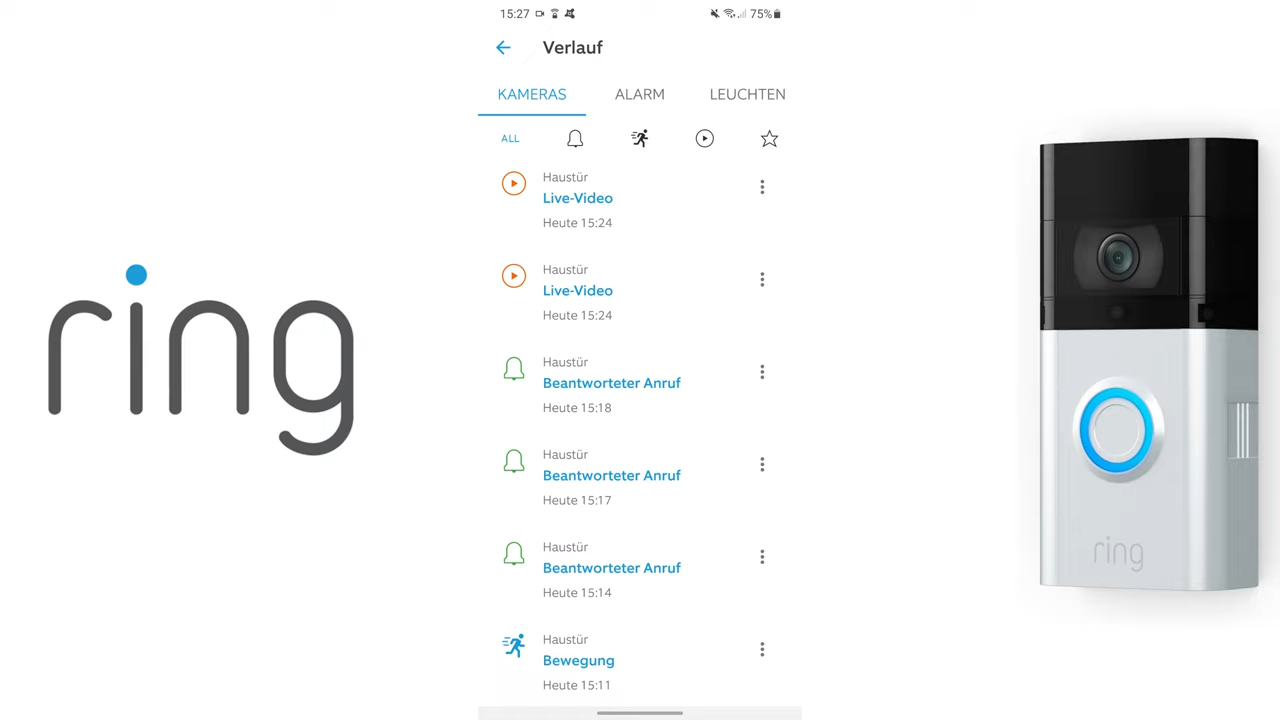 15:27
75%
Verlauf
KAMERAS ALARM LEUCHTEN
ALL
Haustür
Live-Video
Heute 15:24
Haustür
Live-Video
Heute 15:24
Haustür
Beantworteter Anruf
Heute 15:18
Haustür
Beantworteter Anruf
Heute 15:17
Haustür
Beantworteter Anruf
Heute 15:14
Haustür
Bewegung
Heute 15:11
ring
ring